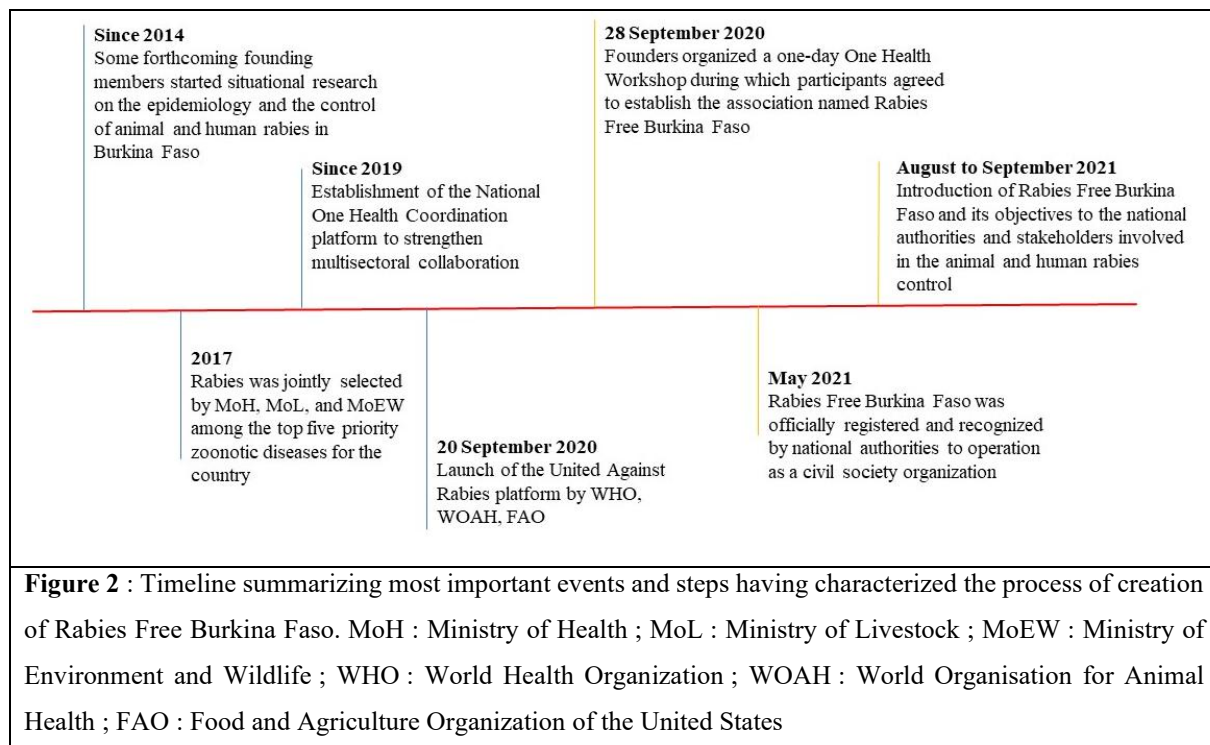 Since 2014
Some forthcoming founding
members started situational research
on the epidemiology and the control
of animal and human rabies in
Burkina Faso
28 September 2020
Founders organized a one-day One Health
Workshop during which participants agreed
to establish the association named Rabies
Free Burkina Faso
Since 2019
Establishment of the National
One Health Coordination
platform to strengthen
multisectoral collaboration
August to September 2021
Introduction of Rabies Free Burkina
Faso and its objectives to the national
authorities and stakeholders involved
in the animal and human rabies
control
2017
Rabies was jointly selected
by MoH, MoL, and MoEW
among the top five priority
zoonotic diseases for the
country
20 September 2020
Launch of the United Against
Rabies platform by WHO,
WOAH, FAO
May 2021
Rabies Free Burkina Faso was
officially registered and recognized
by national authorities to operation
as a civil society organization
Figure 2 : Timeline summarizing most important events and steps having characterized the process of creation
of Rabies Free Burkina Faso. MoH : Ministry of Health ; MoL : Ministry of Livestock ; MoEW : Ministry of
Environment and Wildlife ; WHO : World Health Organization ; WOAH : World Organisation for Animal
Health ; FAO : Food and Agriculture Organization of the United States